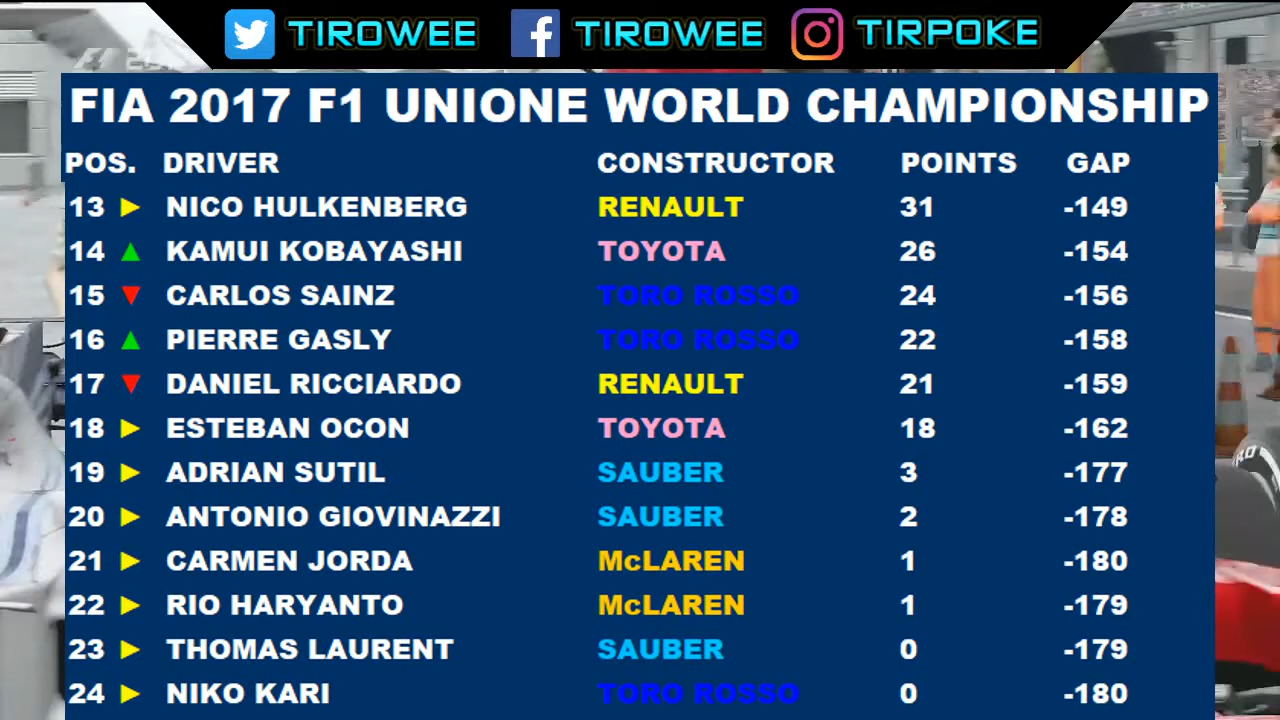 TIROWEE TIROWEE TIRPOKE
FIA 2017 F1 UNIONE WORLD CHAMPIONSHIP
POS. DRIVER CONSTRUCTOR POINTS GAP
13 ► NICO HULKENBERG RENAULT 31 -149
14 ▲ KAMUI KOBAYASHI TOYOTA 26 -154
15 ▼ CARLOS SAINZ TORO ROSSO 24 -156
16 ▲ PIERRE GASLY TORO ROSSO 22 -158
17 ▼ DANIEL RICCIARDO RENAULT 21 -159
18 ► ESTEBAN OCON TOYOTA 18 -162
19 ► ADRIAN SUTIL SAUBER 3 -177
20 ► ANTONIO GIOVINAZZI SAUBER 2 -178
21 ► CARMEN JORDA McLAREN 1 -180
22 ► RIO HARYANTO McLAREN 1 -179
23 ► THOMAS LAURENT SAUBER 0 -179
24 ► NIKO KARI TORO ROSSO 0 -180